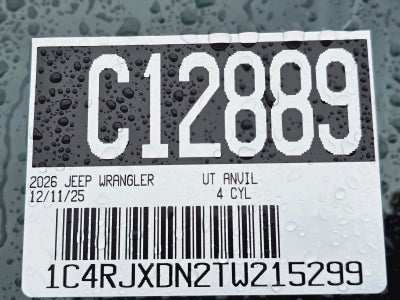 C12889
2026 JEEP WRANGLER UT ANVIL
12/11/25 4 CYL
1C4RJXDN2TW215299